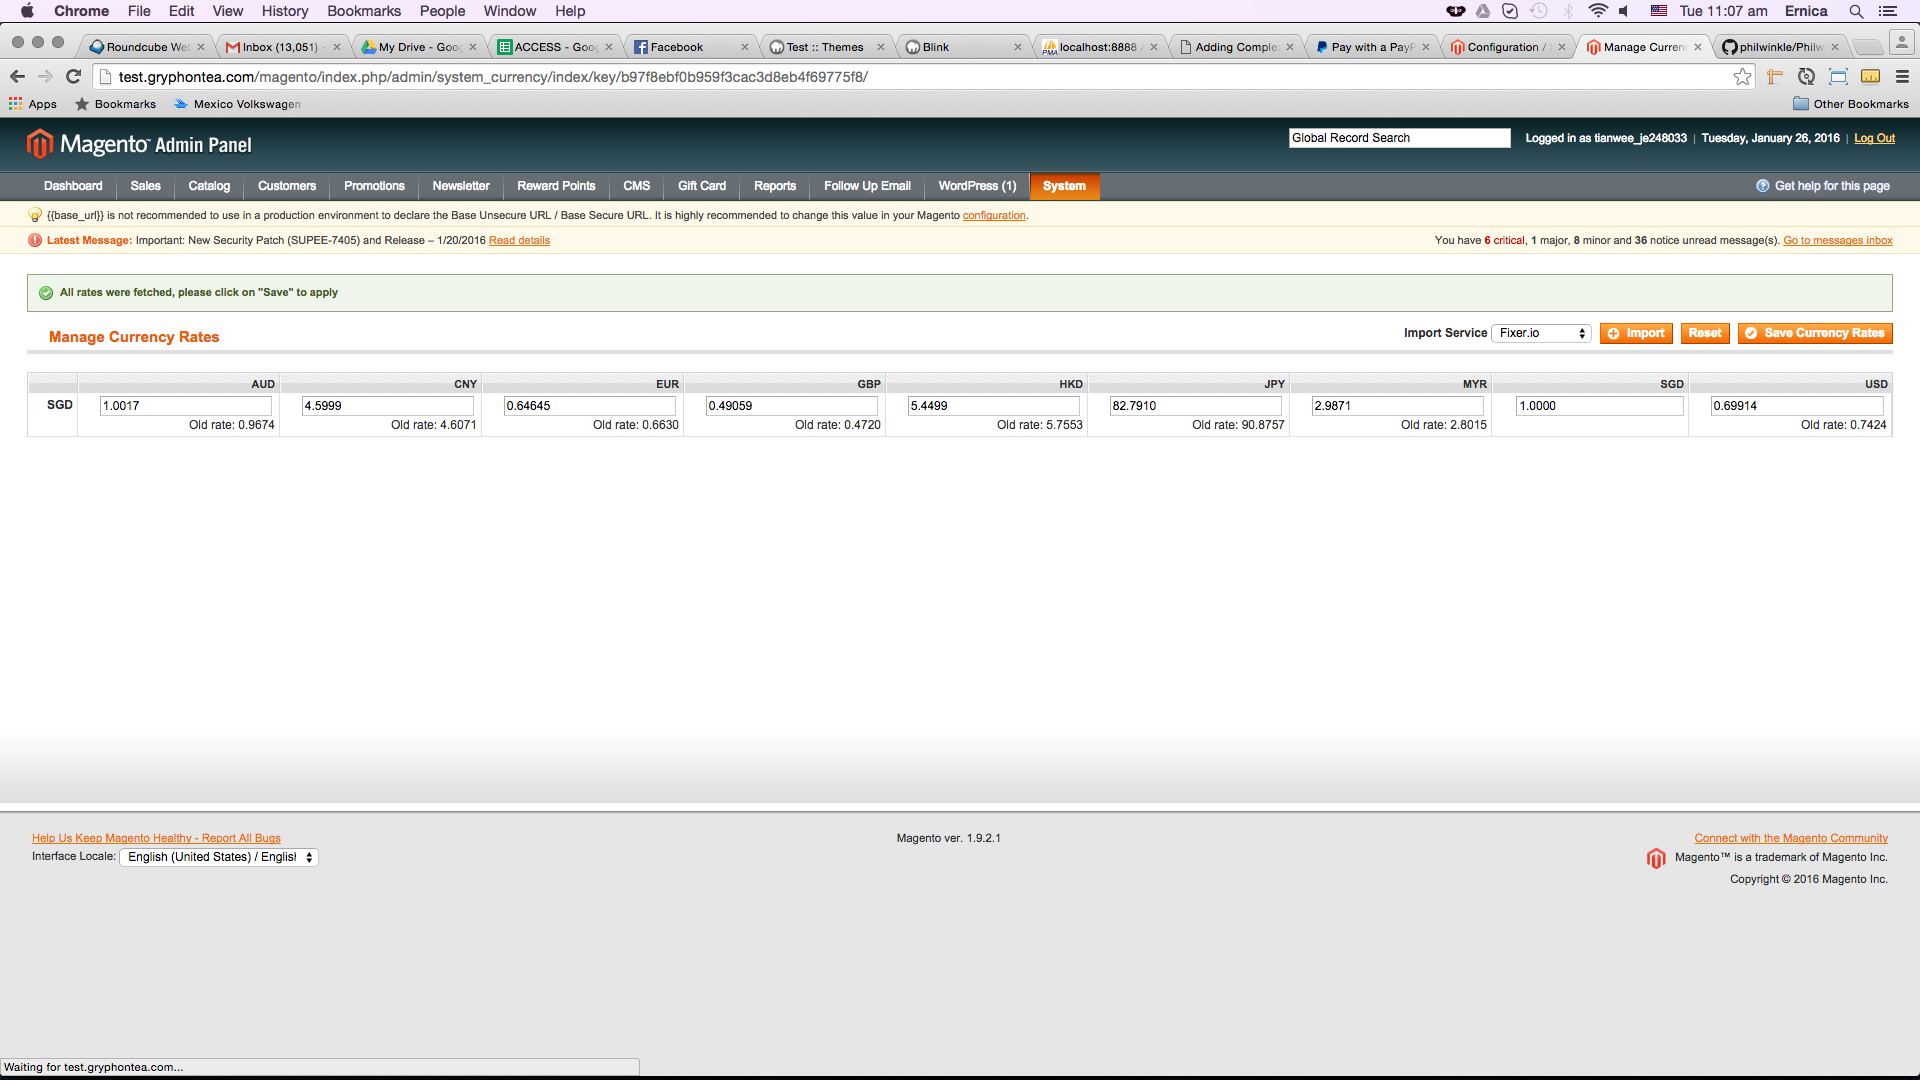 Chrome File Edit View History Bookmarks People Window Help Tue 11:07 am Ernica
Roundcube We Inbox (13,051) - My Drive - Goo ACCESS - Goo Facebook Test :: Themes Blink localhost:8888 Adding Comple Pay with a PayP Configuration / Manage Curren philwinkle/Philw
test.gryphontea.com/magento/index.php/admin/system_currency/index/key/b97f8ebf0b959f3cac3d8eb4f69775f8/
Apps Bookmarks Mexico Volkswagen Other Bookmarks
Magento Admin Panel Global Record Search Logged in as tianwee_je248033 | Tuesday, January 26, 2016 | Log Out
Dashboard Sales Catalog Customers Promotions Newsletter Reward Points CMS Gift Card Reports Follow Up Email WordPress (1) System Get help for this page
{{base_url}} is not recommended to use in a production environment to declare the Base Unsecure URL / Base Secure URL. It is highly recommended to change this value in your Magento configuration.
Latest Message: Important: New Security Patch (SUPEE-7405) and Release – 1/20/2016 Read details You have 6 critical, 1 major, 8 minor and 36 notice unread message(s). Go to messages inbox
All rates were fetched, please click on "Save" to apply
Manage Currency Rates Import Service Fixer.io Import Reset Save Currency Rates
AUD CNY EUR GBP HKD JPY MYR SGD USD
SGD 1.0017 4.5999 0.64645 0.49059 5.4499 82.7910 2.9871 1.0000 0.69914
Old rate: 0.9674 Old rate: 4.6071 Old rate: 0.6630 Old rate: 0.4720 Old rate: 5.7553 Old rate: 90.8757 Old rate: 2.8015 Old rate: 0.7424
Help Us Keep Magento Healthy - Report All Bugs Magento ver. 1.9.2.1 Connect with the Magento Community
Interface Locale: English (United States) / Englis Magento™ is a trademark of Magento Inc.
Copyright © 2016 Magento Inc.
Waiting for test.gryphontea.com...